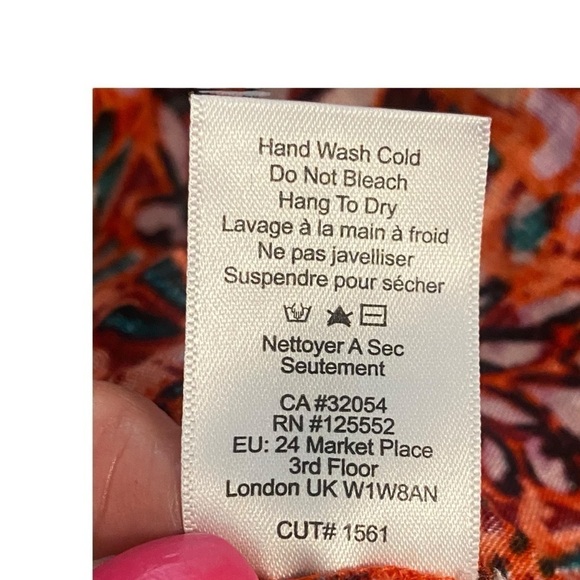 Hand Wash Cold
Do Not Bleach
Hang To Dry
Lavage à la main à froid
Ne pas javelliser
Suspendre pour sécher
Nettoyer A Sec
Seutement
CA #32054
RN #125552
EU: 24 Market Place
3rd Floor
London UK W1W8AN
CUT# 1561